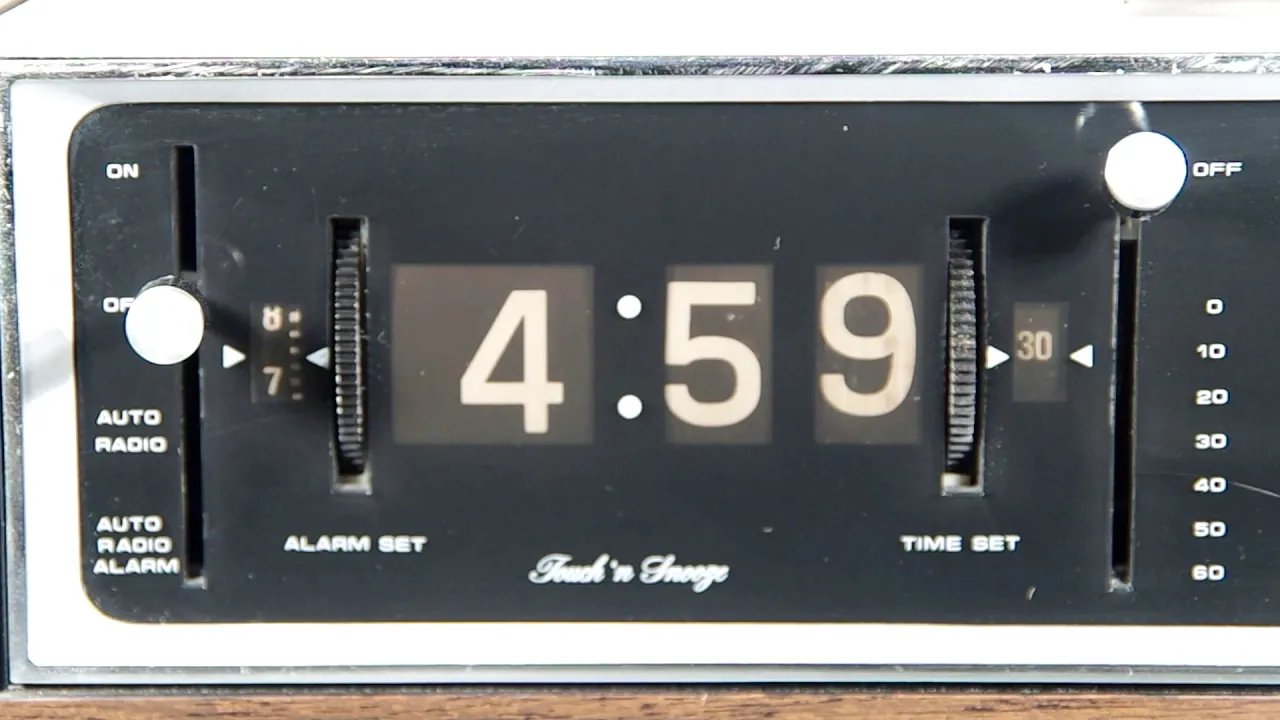 ON
OFF
OFF
8
4:59
30
7
0
10
20
30
40
50
60
AUTO
RADIO
AUTO
RADIO
ALARM
ALARM SET
TIME SET
Touch 'n Snooze